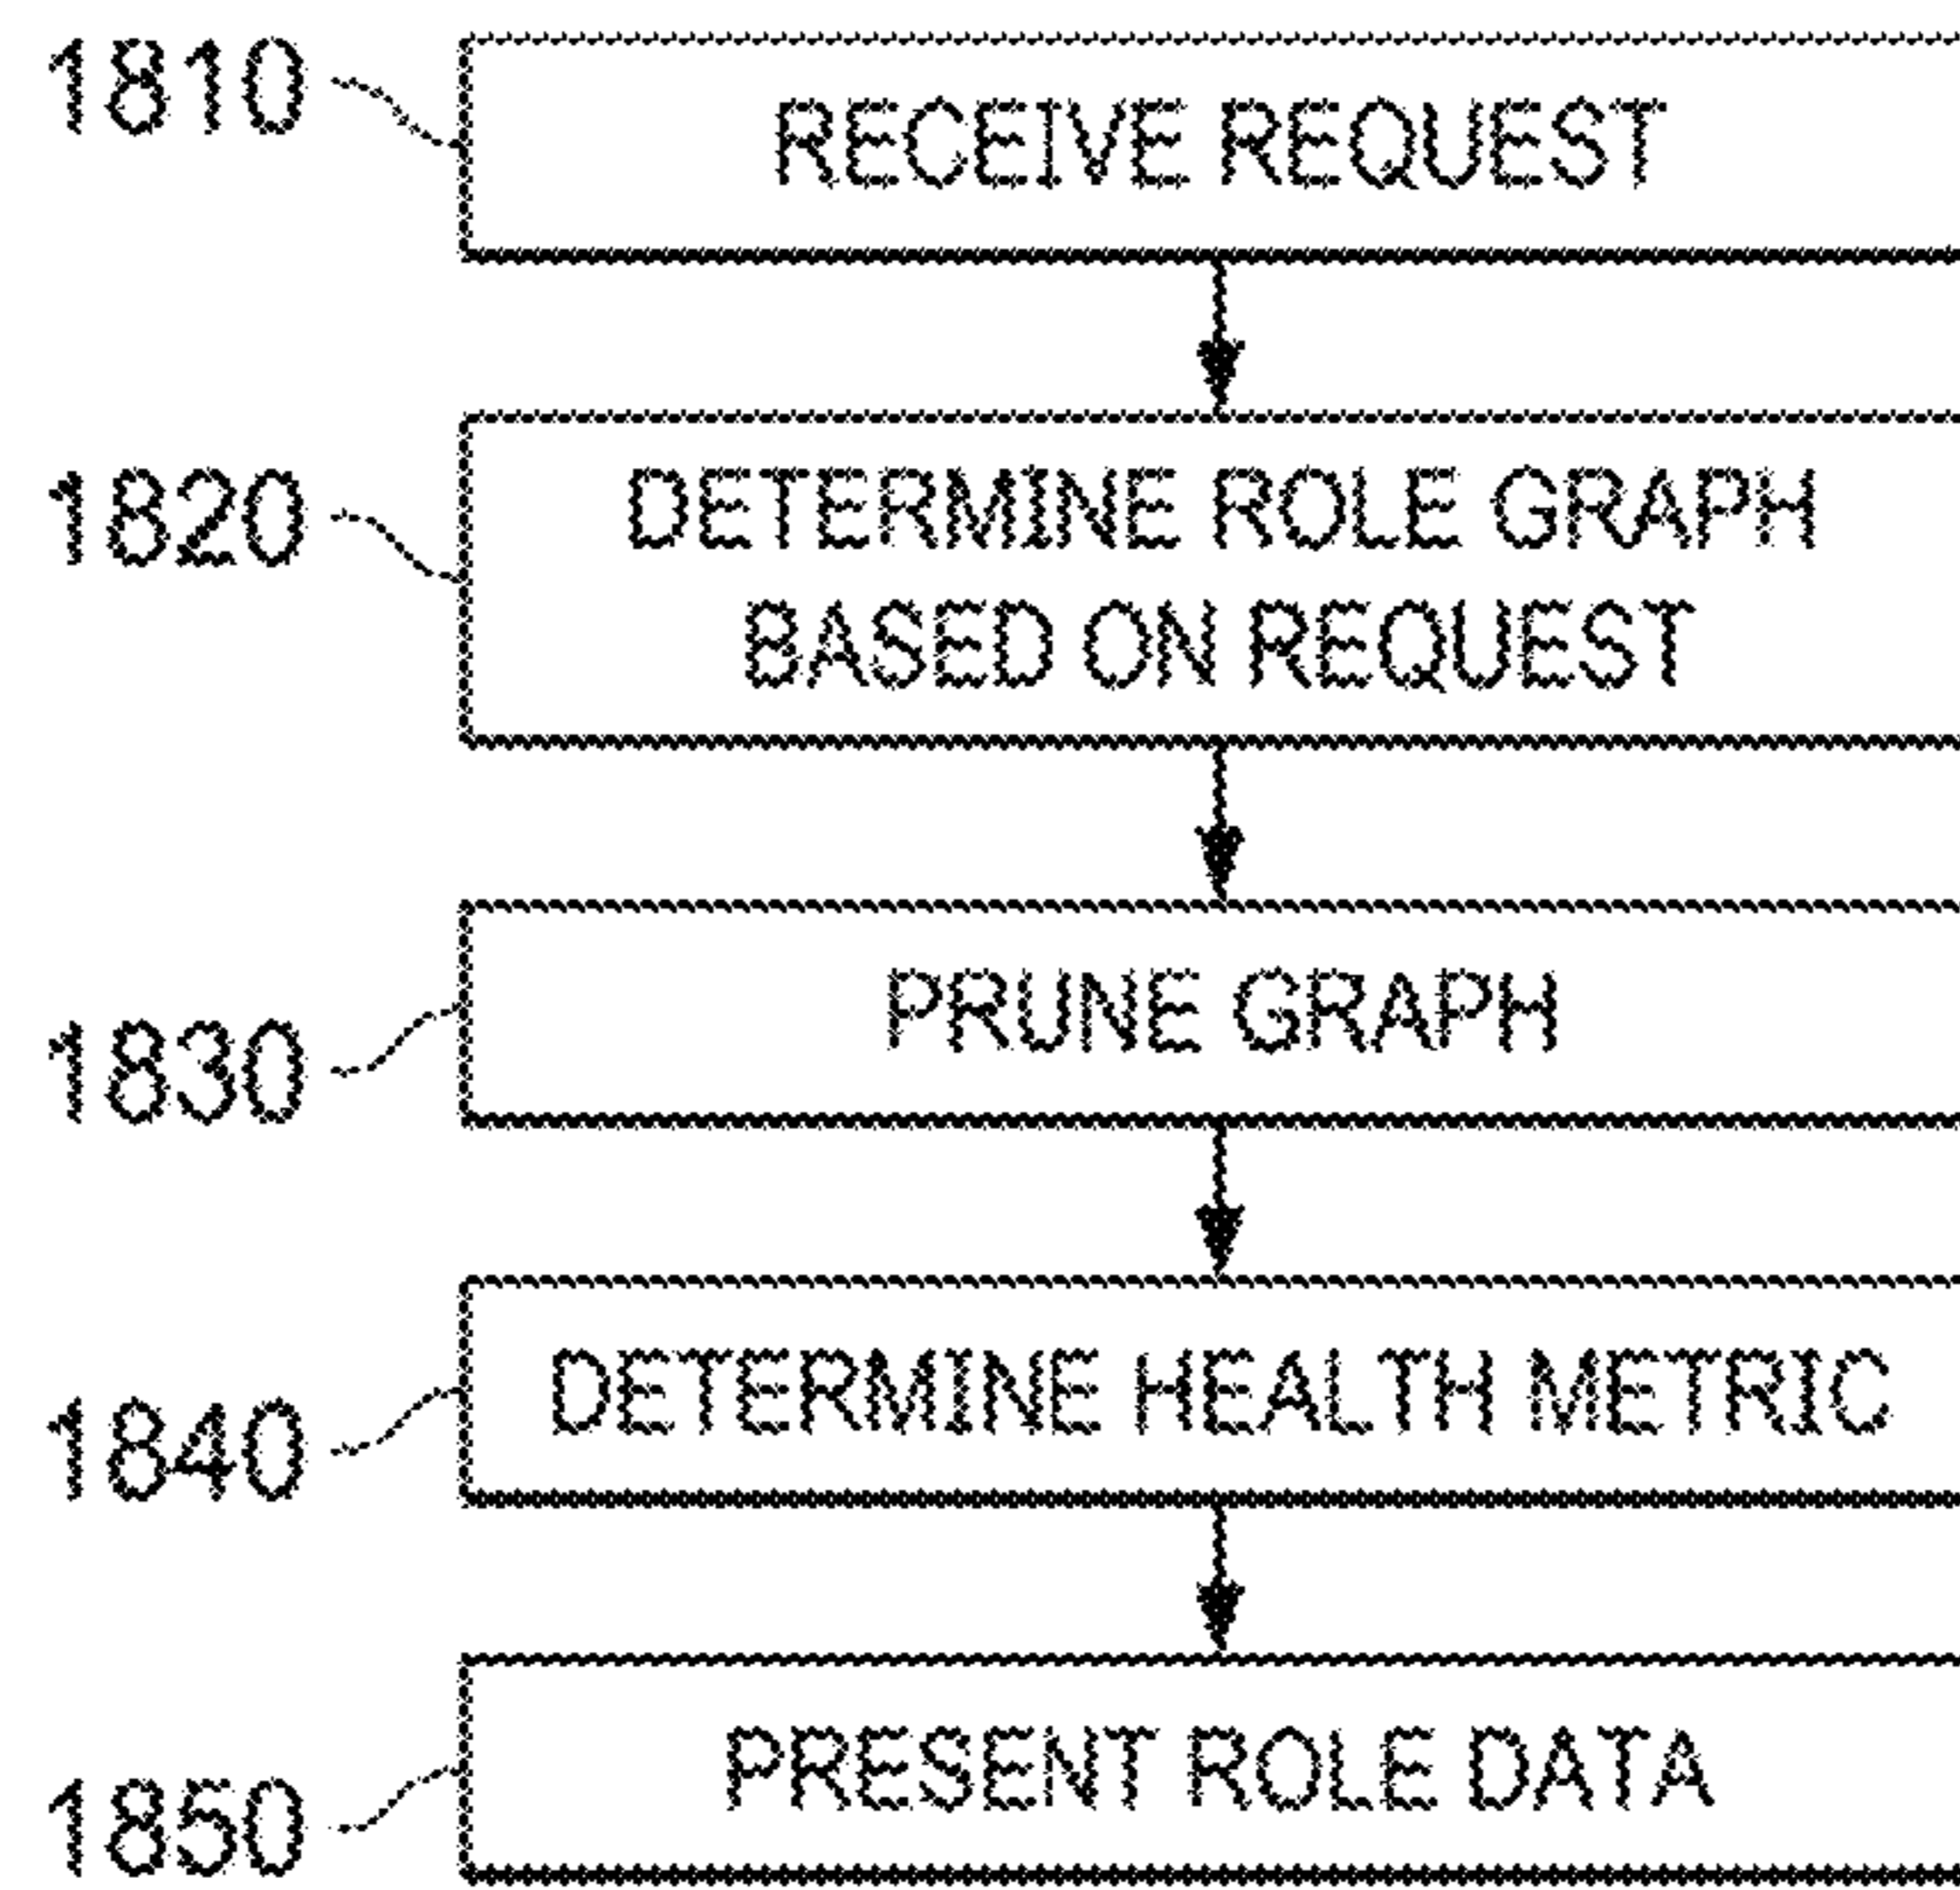 1810
RECEIVE REQUEST
1820
DETERMINE ROLE GRAPH
BASED ON REQUEST
1830
PRUNE GRAPH
1840
DETERMINE HEALTH METRIC
1850
PRESENT ROLE DATA